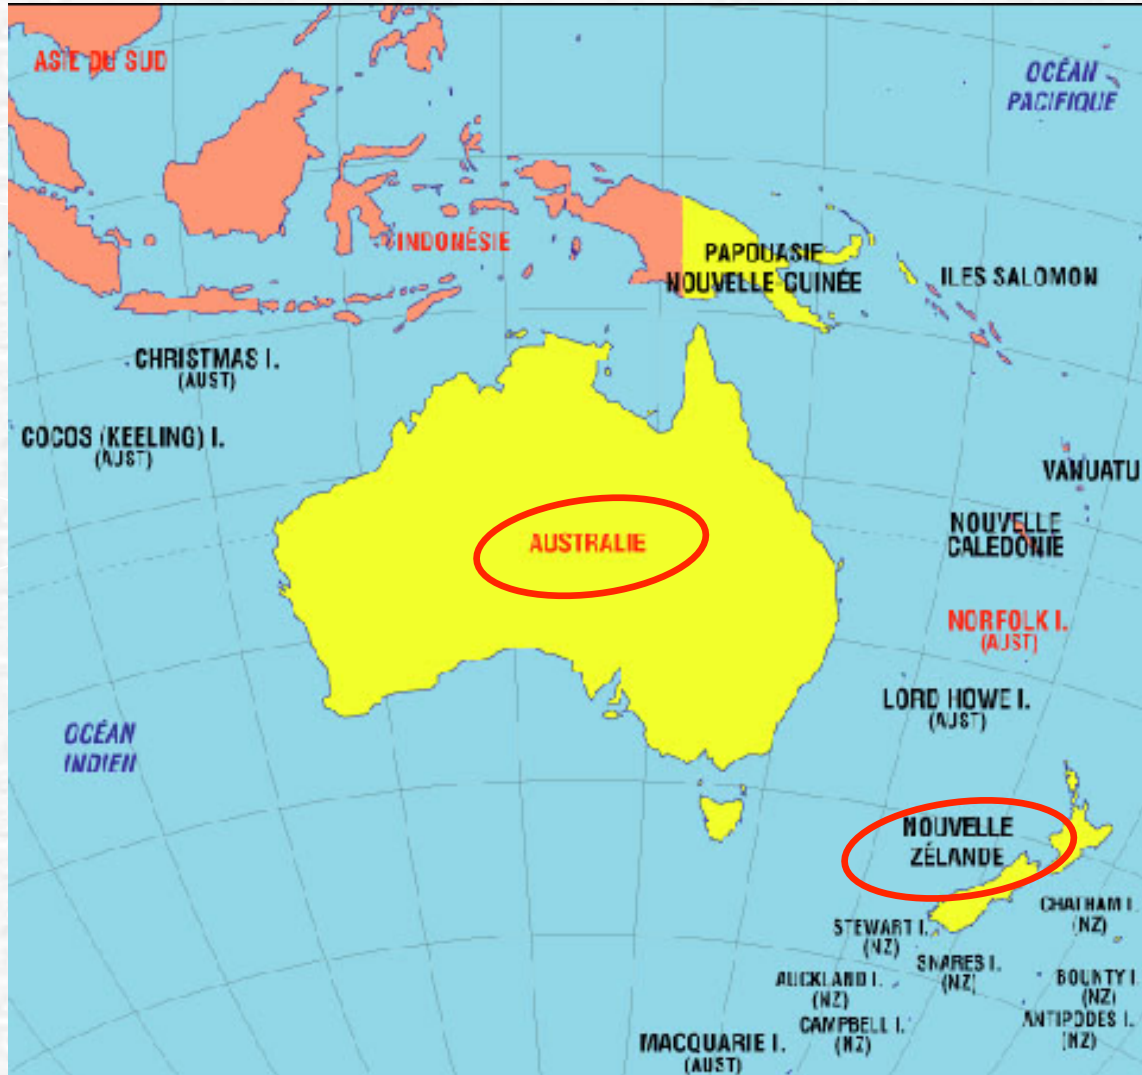 ASIE DU SUD
OCÉAN
PACIFIQUE
INDONÉSIE
PAPOUASIE
NOUVELLE-GUINÉE
ILES SALOMON
CHRISTMAS I.
(AUST)
COCOS (KEELING) I.
(AUST)
VANUATU
AUSTRALIE
NOUVELLE
CALEDONIE
NORFOLK I.
(AUST)
LORD HOWE I.
(AUST)
OCÉAN
INDIEN
NOUVELLE
ZÉLANDE
CHATHAM I.
(NZ)
STEWART I.
(NZ)
SNARES I.
(NZ)
AUCKLAND I.
(NZ)
BOUNTY I.
(NZ)
CAMPBELL I.
(NZ)
ANTIPODES I.
(NZ)
MACQUARIE I.
(AUST)